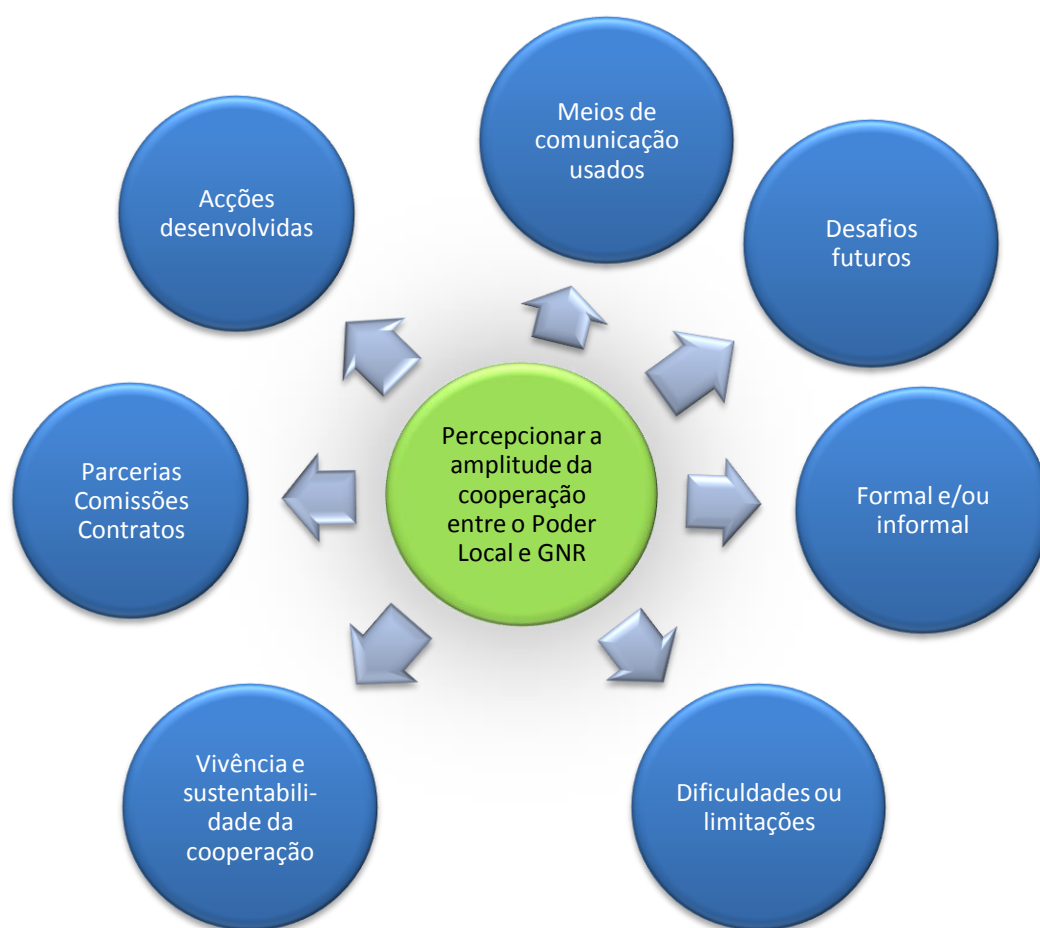 Meios de
comunicação
usados
Acções
desenvolvidas
Desafios
futuros
Percepcionar a
amplitude da
cooperação
entre o Poder
Local e GNR
Parcerias
Comissões
Contratos
Formal e/ou
informal
Vivência e
sustentabili-
dade da
cooperação
Dificuldades ou
limitações